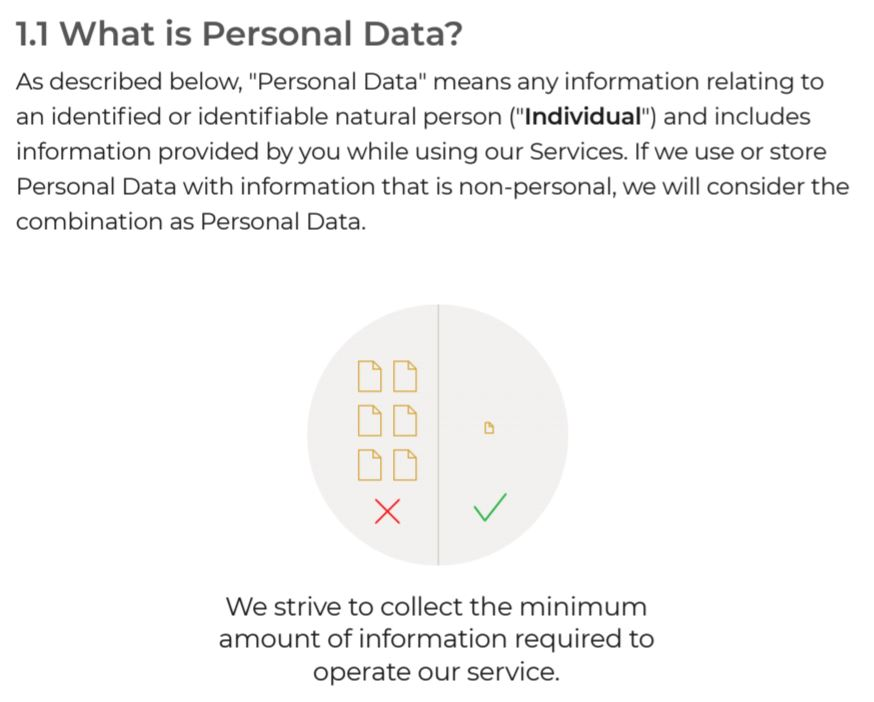 1.1 What is Personal Data?
As described below, "Personal Data" means any information relating to
an identified or identifiable natural person ("Individual") and includes
information provided by you while using our Services. If we use or store
Personal Data with information that is non-personal, we will consider the
combination as Personal Data.
We strive to collect the minimum
amount of information required to
operate our service.